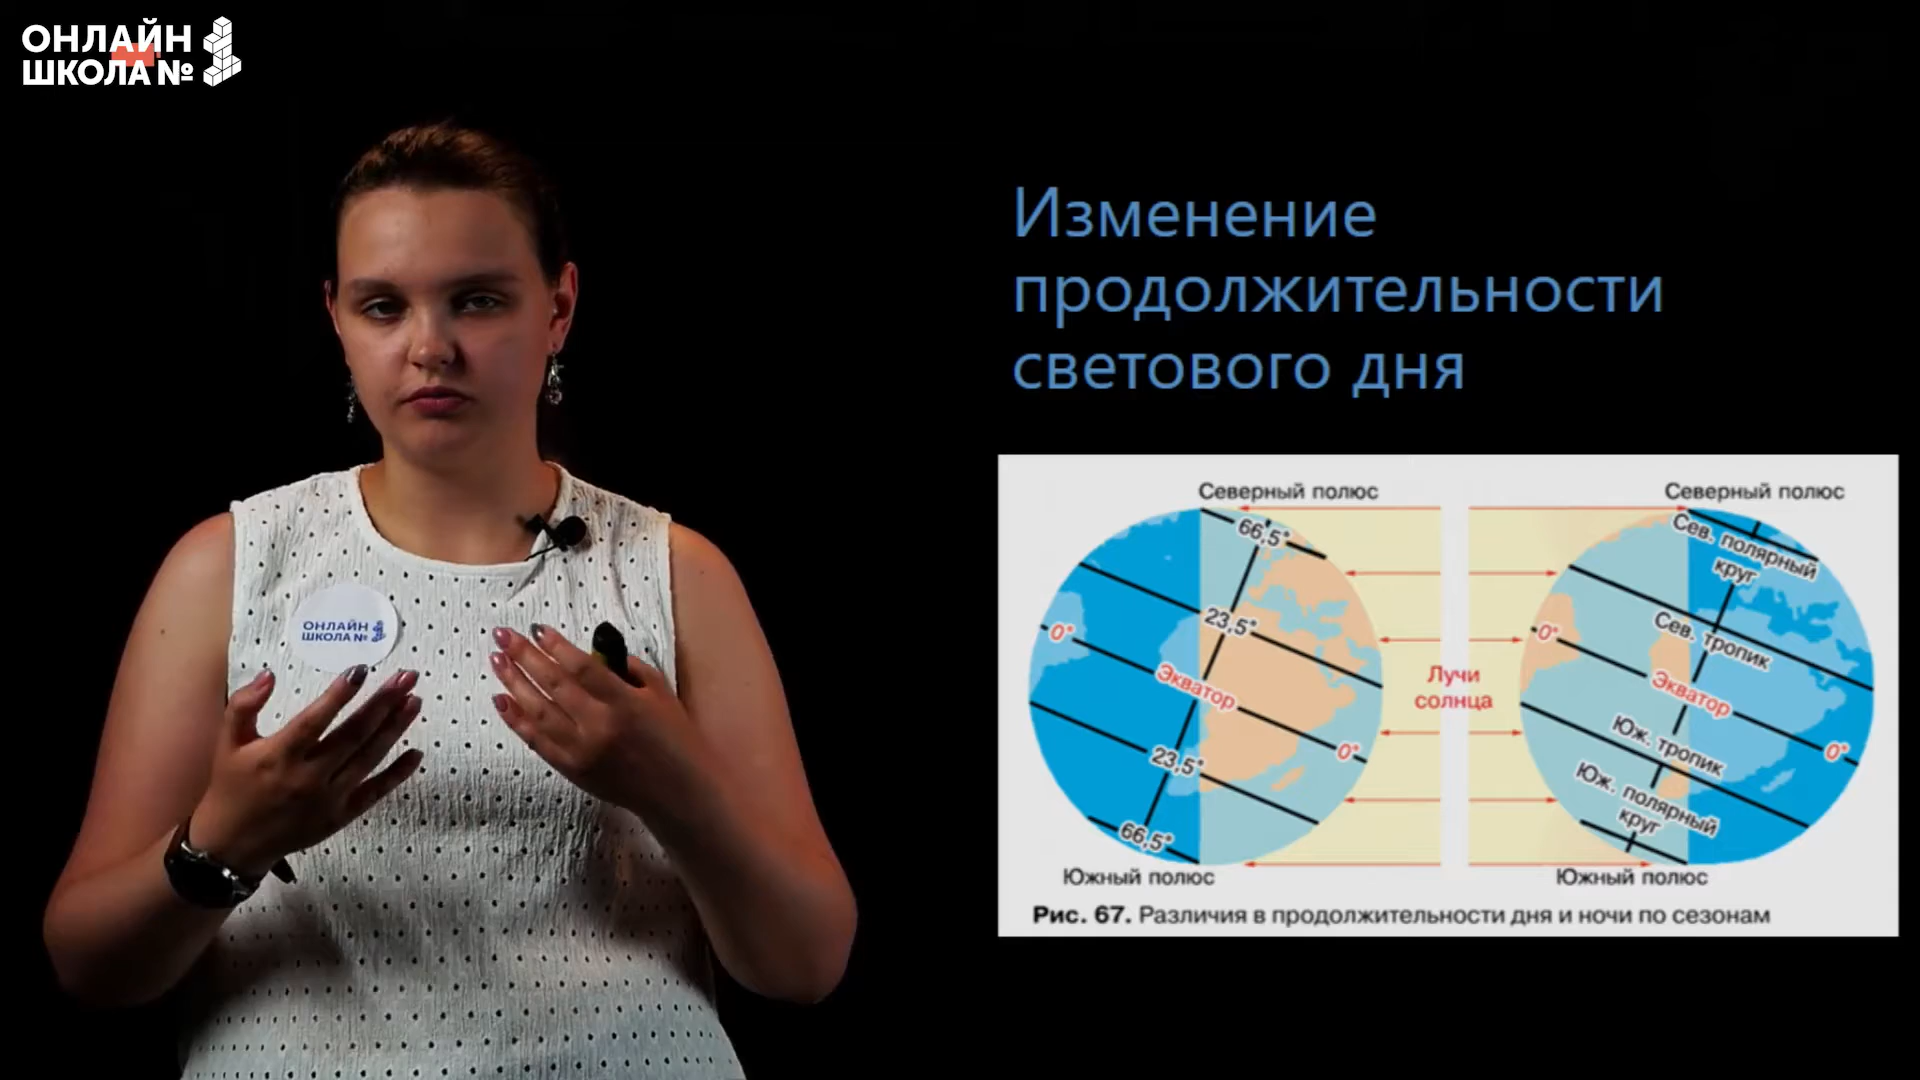 ОНЛАЙН
ШКОЛА №
Изменение
продолжительности
светового дня
ОНЛАЙН
ШКОЛА №
Северный полюс
66,5°
23,5°
0°
Экватор
23,5°
0°
66,5°
Южный полюс
Лучи
солнца
Северный полюс
Сев. полярный
круг
Сев. тропик
0°
Экватор
Юж. тропик
0°
Юж. полярный
круг
Южный полюс
Рис. 67. Различия в продолжительности дня и ночи по сезонам